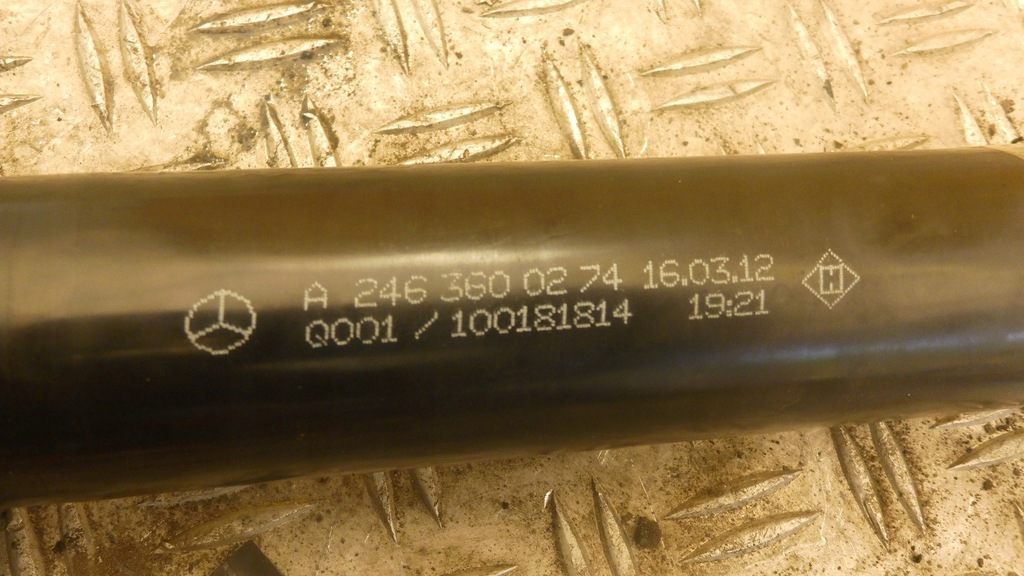 A 246 360 02 74 16.03.12
Q001 / 100181814 19:21
H